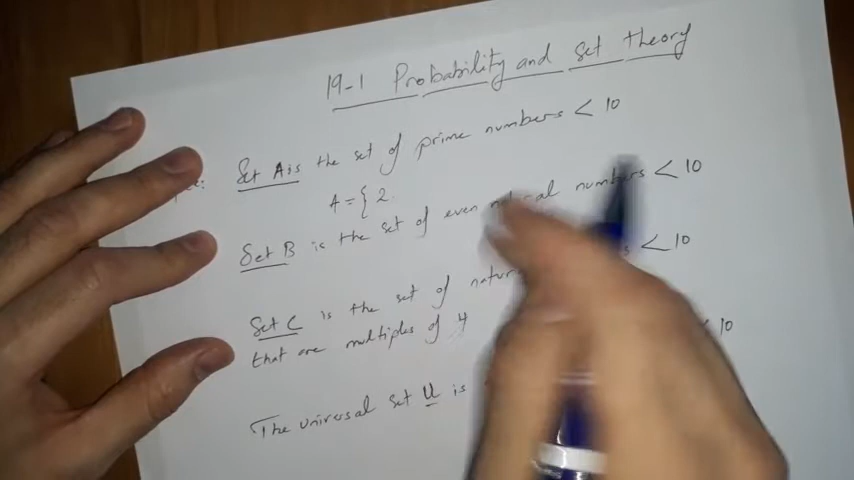 19-1 Probability and set theory
Set A is the set of prime numbers < 10
A = { 2
Set B is the set of even natural numbers < 10
Set C is the set of < 10
that are multiples of 4
The universal set U is < 10